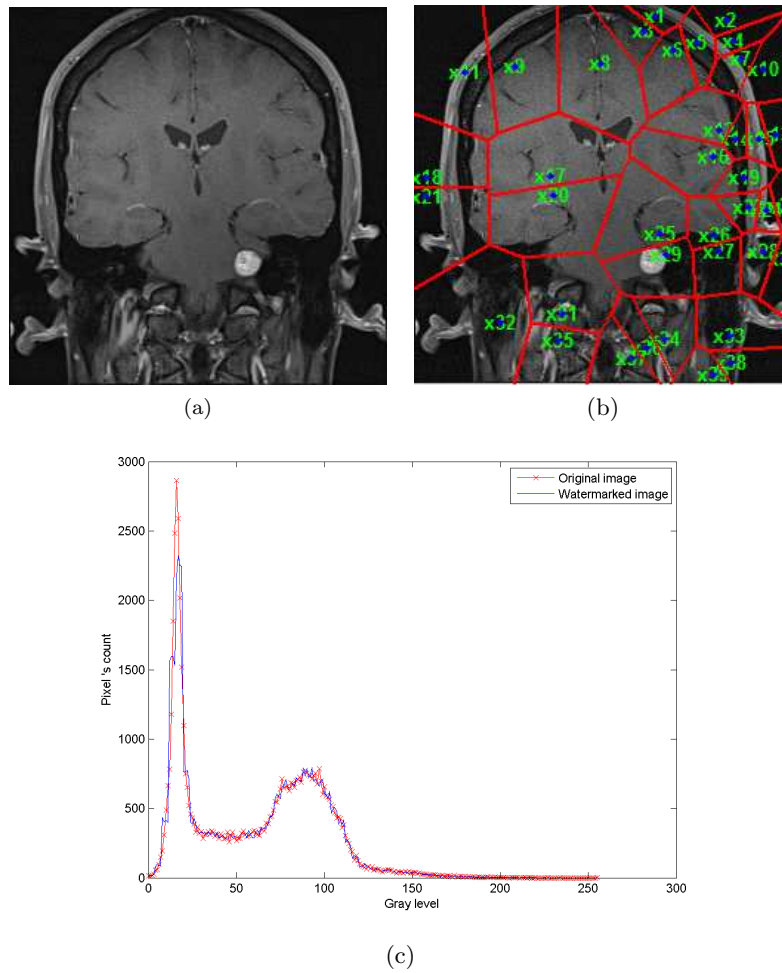 x1 x2
x3 x5 x4
x6 x7
x9 x8 x10
x16
x18 x17 x19
x21 x20
x25 x26
x29 x27 x28
x32 x31 x34 x33
x35
x38
(a) (b)
3000
2500
2000
1500
1000
500
0
0 50 100 150 200 250 300
Original image
Watermarked image
Pixel 's count
Gray level
(c)